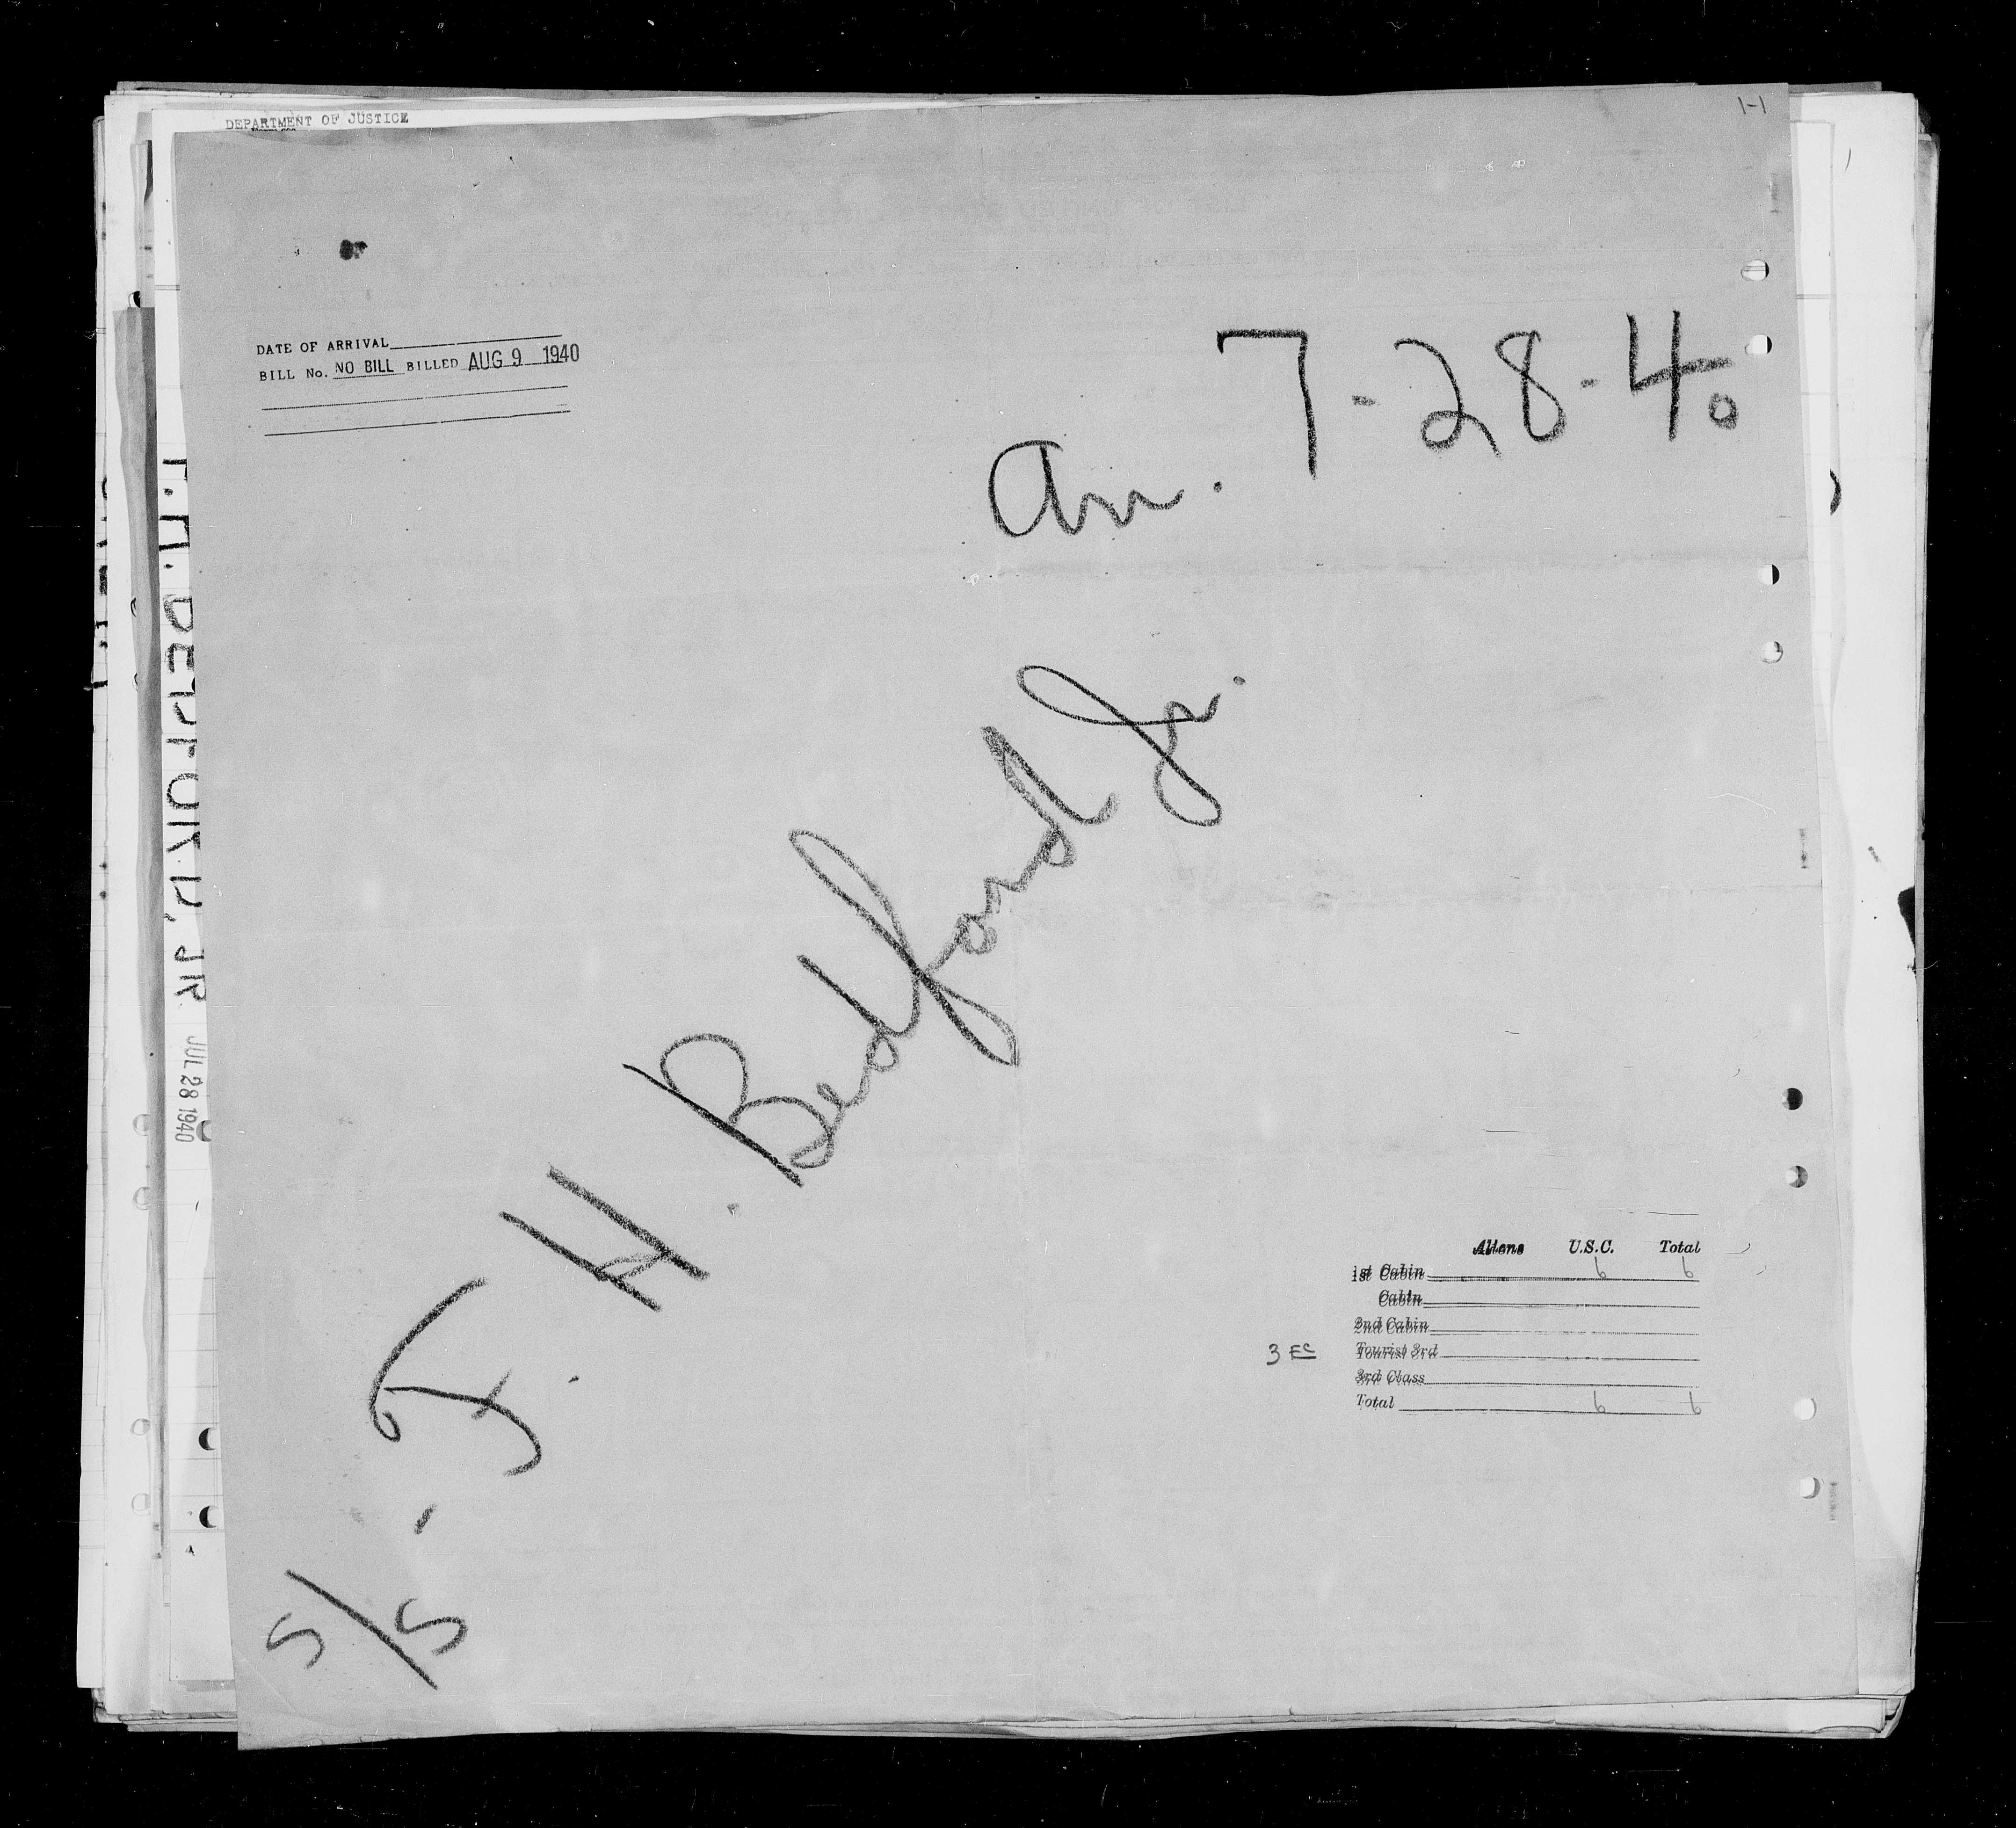 DEPARTMENT OF JUSTICE
1-1
DATE OF ARRIVAL
BILL No. NO BILL BILLED AUG 9 1940
Arr. 7-28-40
S/S. F. H. Bedford Jr.
JR JUL 28 1940
Aliens U.S.C. Total
1st Cabin 6 6
Cabin
2nd Cabin
3 FC Tourist 3rd
3rd Class
Total 6 6